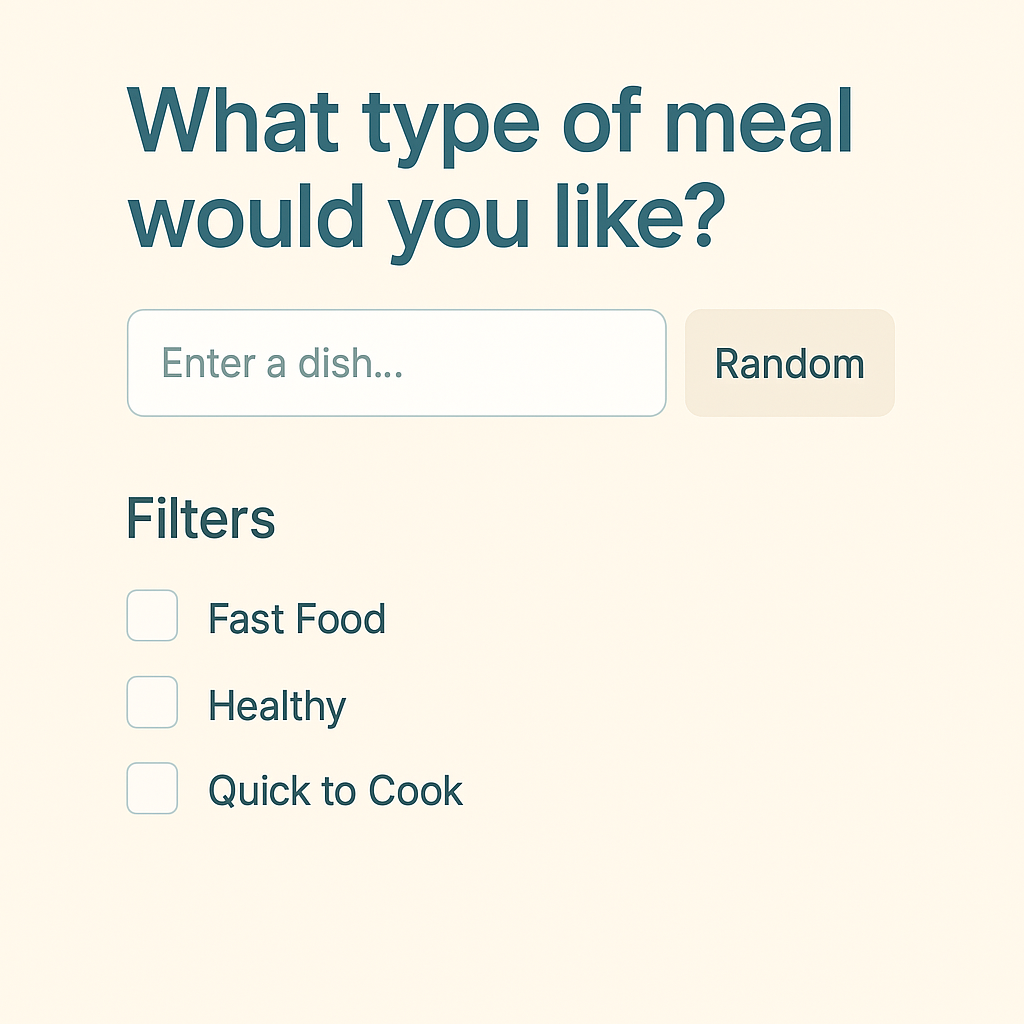 What type of meal
would you like?
Enter a dish...
Random
Filters
Fast Food
Healthy
Quick to Cook